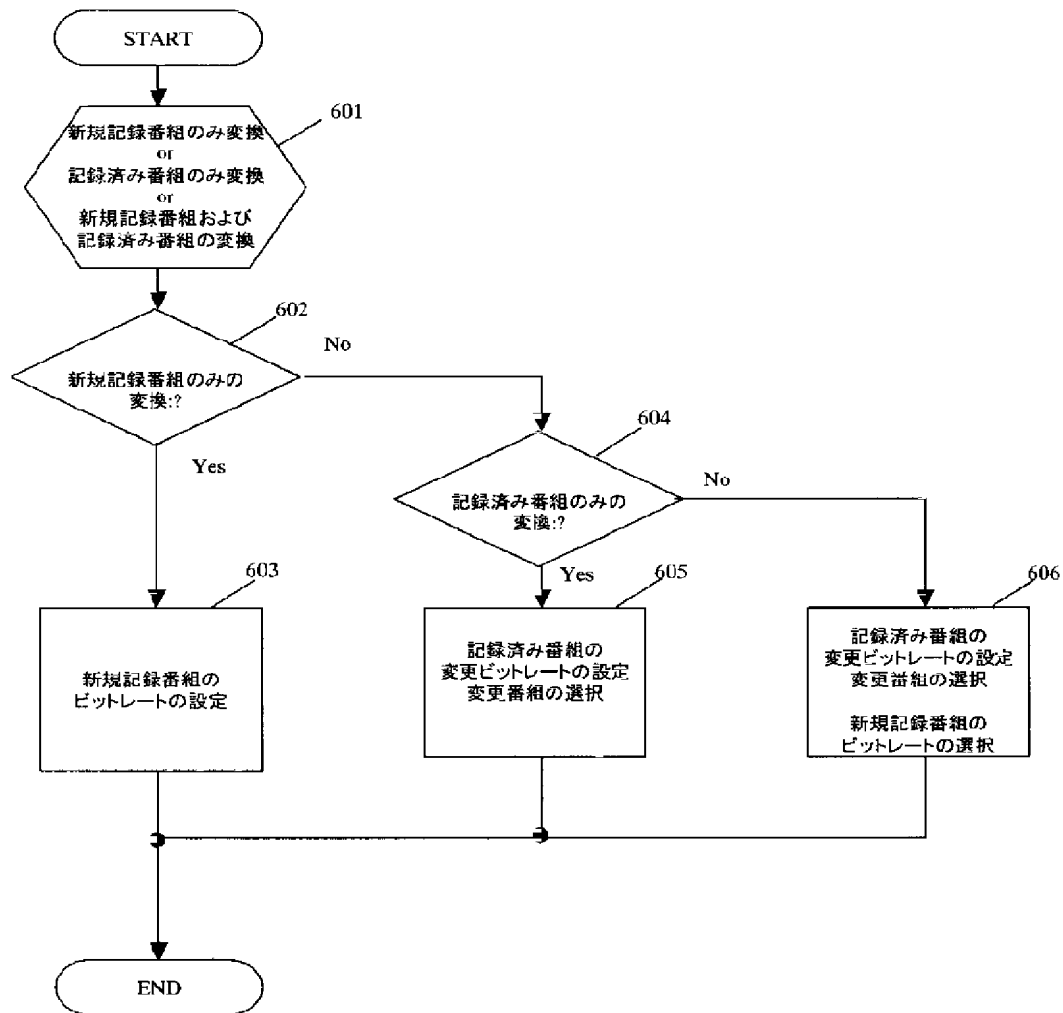 START
601
新規記録番組のみ変換
or
記録済み番組のみ変換
or
新規記録番組および
記録済み番組の変換
602
No
新規記録番組のみの
変換:?
Yes
604
No
記録済み番組のみの
変換:?
Yes
603
新規記録番組の
ビットレートの設定
605
記録済み番組の
変更ビットレートの設定
変更番組の選択
606
記録済み番組の
変更ビットレートの設定
変更番組の選択
新規記録番組の
ビットレートの選択
END